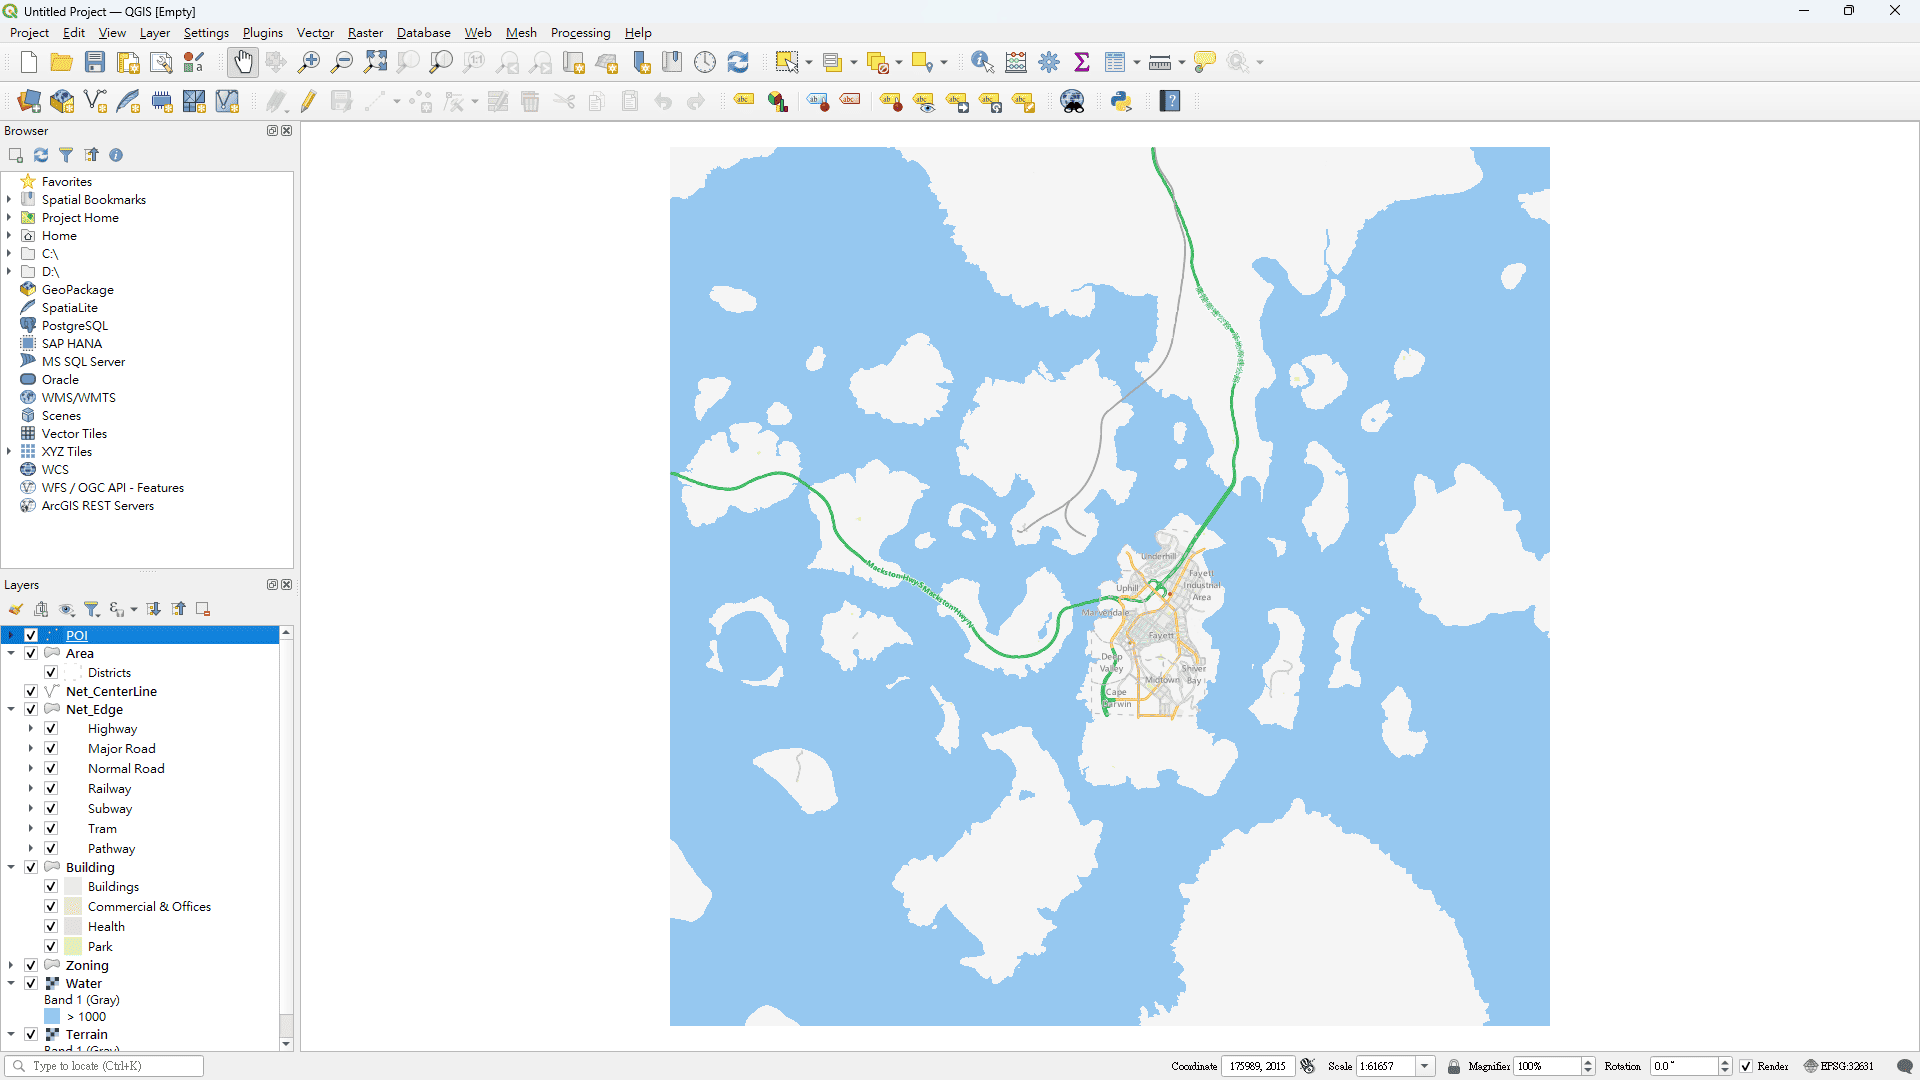 Untitled Project — QGIS [Empty]
Project Edit View Layer Settings Plugins Vector Raster Database Web Mesh Processing Help
Browser
Favorites
Spatial Bookmarks
Project Home
Home
C:\
D:\
GeoPackage
SpatiaLite
PostgreSQL
SAP HANA
MS SQL Server
Oracle
WMS/WMTS
Scenes
Vector Tiles
XYZ Tiles
WCS
WFS / OGC API - Features
ArcGIS REST Servers
Layers
POI
Area
Districts
Net_CenterLine
Net_Edge
Highway
Major Road
Normal Road
Railway
Subway
Tram
Pathway
Building
Buildings
Commercial & Offices
Health
Park
Zoning
Water
Band 1 (Gray)
> 1000
Terrain
Band 1 (Gray)
Mackston Hwy S
Mackston Hwy N
Underhill
Uphill
Fayett
Industrial
Area
Maryendale
Fayett
Deep
Valley
Shiver
Bay
Midtown
Cape
Darwin
Type to locate (Ctrl+K)
Coordinate 175989, 2015 Scale 1:61657 Magnifier 100% Rotation 0.0 ° Render EPSG:32631